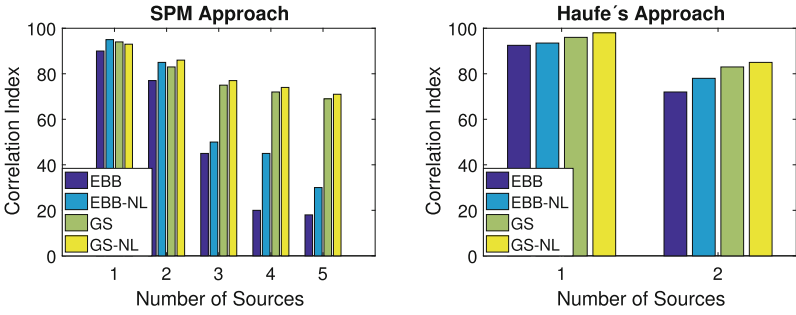 SPM Approach
Correlation Index
100
80
60
40
20
0
EBB
EBB-NL
GS
GS-NL
1 2 3 4 5
Number of Sources
Haufe´s Approach
Correlation Index
100
80
60
40
20
0
EBB
EBB-NL
GS
GS-NL
1 2
Number of Sources